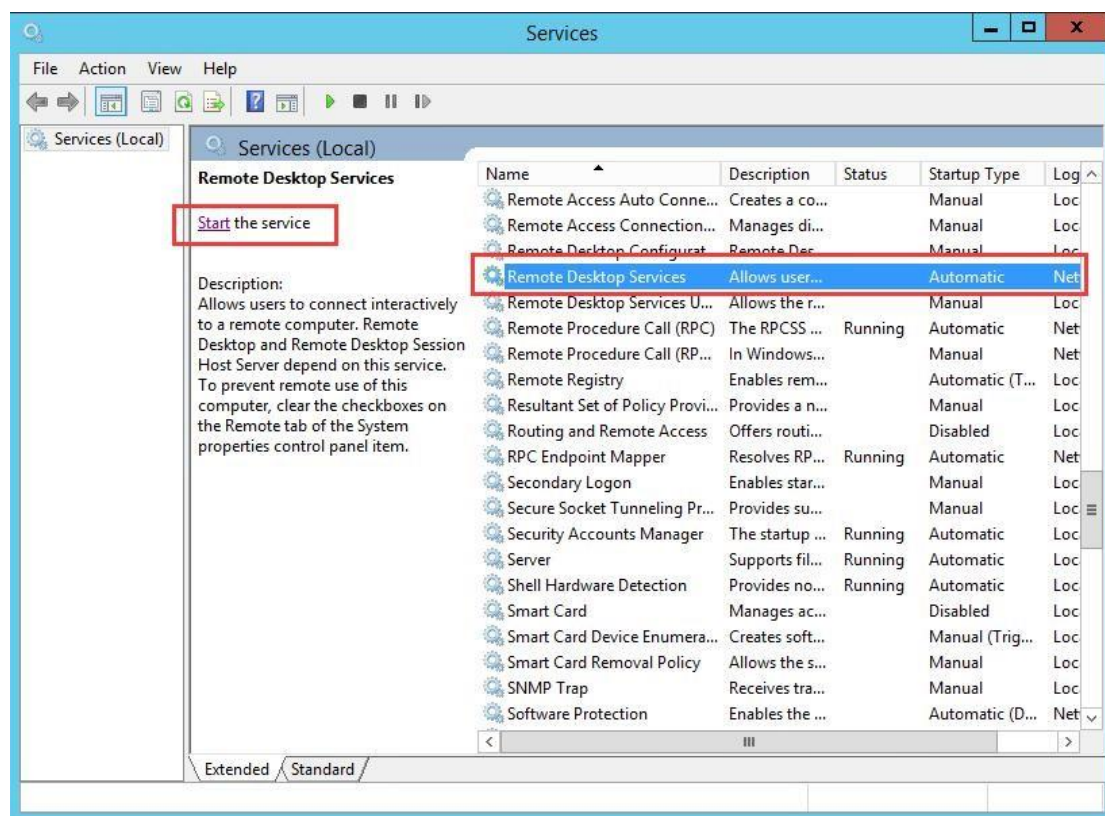 Services
File Action View Help
Services (Local)
Services (Local)
Remote Desktop Services
Start the service
Description:
Allows users to connect interactively
to a remote computer. Remote
Desktop and Remote Desktop Session
Host Server depend on this service.
To prevent remote use of this
computer, clear the checkboxes on
the Remote tab of the System
properties control panel item.
Name Description Status Startup Type Log
Remote Access Auto Conne... Creates a co... Manual Loc
Remote Access Connection... Manages di... Manual Loc
Remote Desktop Configurat... Remote Des... Manual Loc
Remote Desktop Services Allows user... Automatic Net
Remote Desktop Services U... Allows the r... Manual Loc
Remote Procedure Call (RPC) The RPCSS ... Running Automatic Net
Remote Procedure Call (RP... In Windows... Manual Net
Remote Registry Enables rem... Automatic (T... Loc
Resultant Set of Policy Provi... Provides a n... Manual Loc
Routing and Remote Access Offers routi... Disabled Loc
RPC Endpoint Mapper Resolves RP... Running Automatic Net
Secondary Logon Enables star... Manual Loc
Secure Socket Tunneling Pr... Provides su... Manual Loc
Security Accounts Manager The startup ... Running Automatic Loc
Server Supports fil... Running Automatic Loc
Shell Hardware Detection Provides no... Running Automatic Loc
Smart Card Manages ac... Disabled Loc
Smart Card Device Enumera... Creates soft... Manual (Trig... Loc
Smart Card Removal Policy Allows the s... Manual Loc
SNMP Trap Receives tra... Manual Loc
Software Protection Enables the ... Automatic (D... Net
Extended Standard